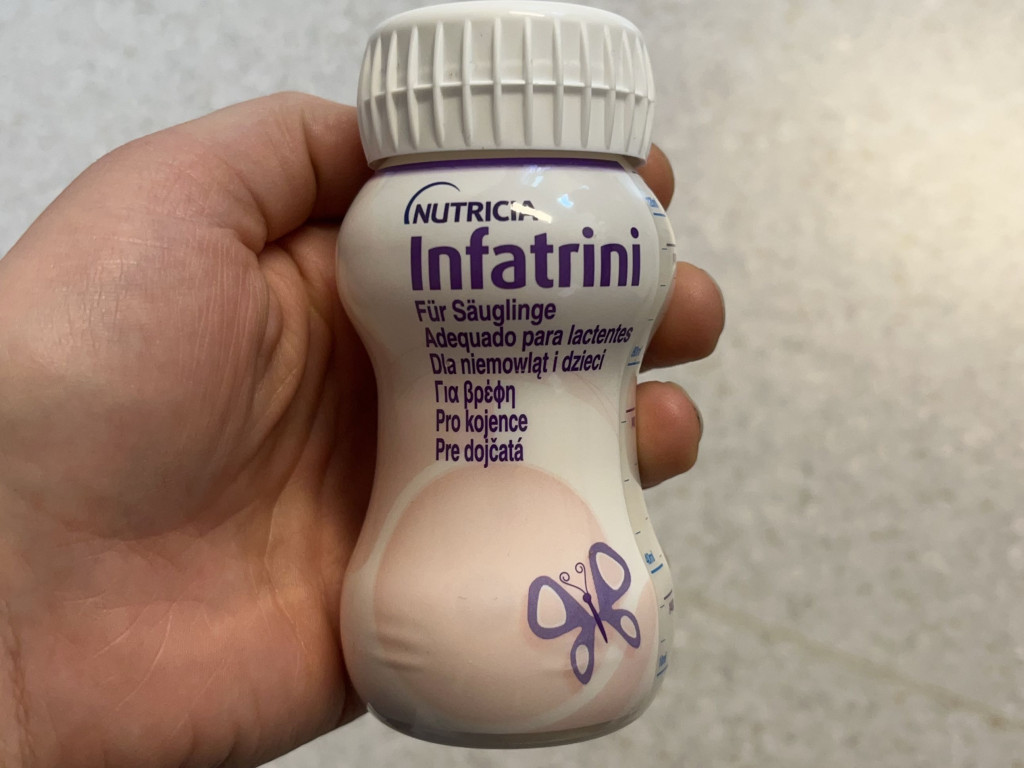 NUTRICIA
Infatrini
Für Säuglinge
Adequado para lactentes
Dla niemowląt i dzieci
Για βρέφη
Pro kojence
Pre dojčatá